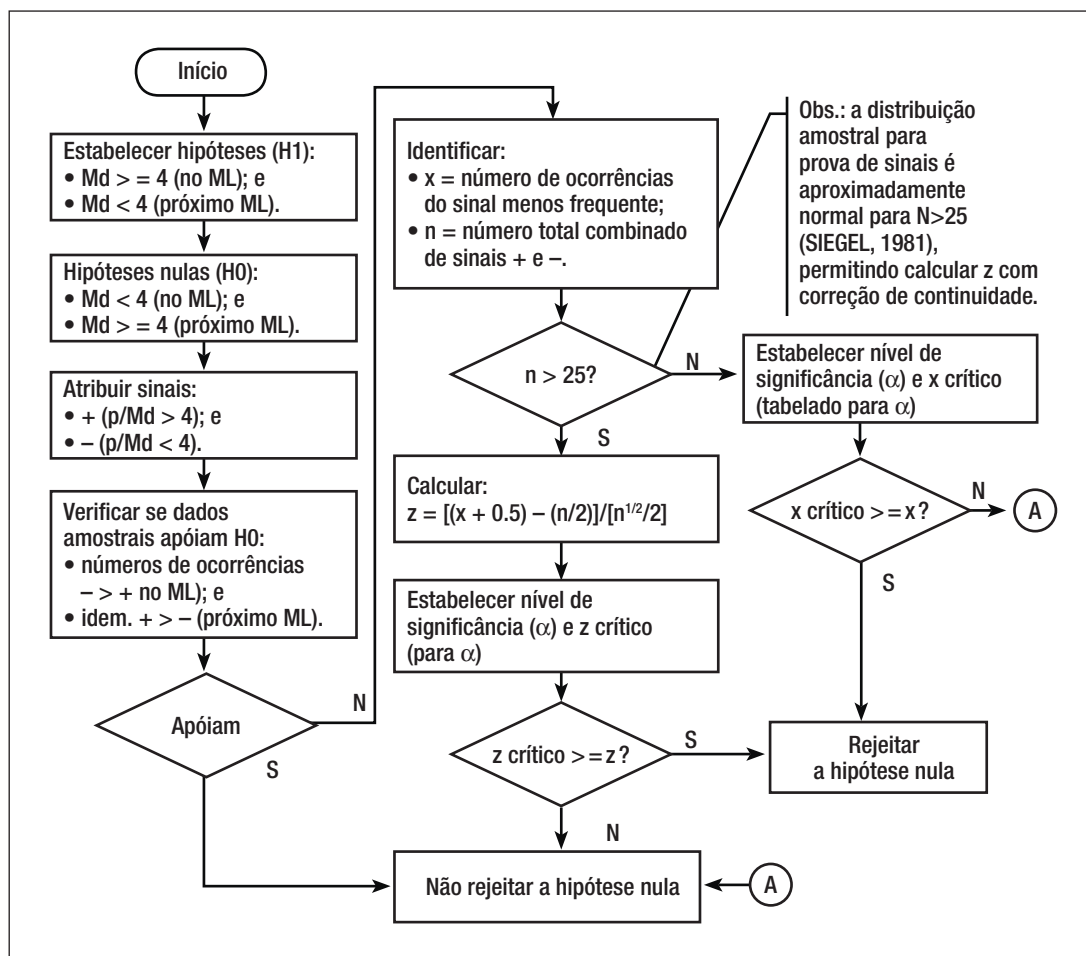 Início
Estabelecer hipóteses (H1):
• Md > = 4 (no ML); e
• Md < 4 (próximo ML).
Hipóteses nulas (H0):
• Md < 4 (no ML); e
• Md > = 4 (próximo ML).
Atribuir sinais:
• + (p/Md > 4); e
• – (p/Md < 4).
Verificar se dados
amostrais apóiam H0:
• números de ocorrências
– > + no ML); e
• idem. + > – (próximo ML).
Apóiam
N
S
Identificar:
• x = número de ocorrências
do sinal menos frequente;
• n = número total combinado
de sinais + e –.
Obs.: a distribuição
amostral para
prova de sinais é
aproximadamente
normal para N>25
(SIEGEL, 1981),
permitindo calcular z com
correção de continuidade.
n > 25?
N
S
Estabelecer nível de
significância (α) e x crítico
(tabelado para α)
x crítico > = x?
N
A
S
Calcular:
z = [(x + 0.5) – (n/2)]/[n¹/²/2]
Estabelecer nível de
significância (α) e z crítico
(para α)
z crítico > = z?
S
N
Rejeitar
a hipótese nula
Não rejeitar a hipótese nula
A